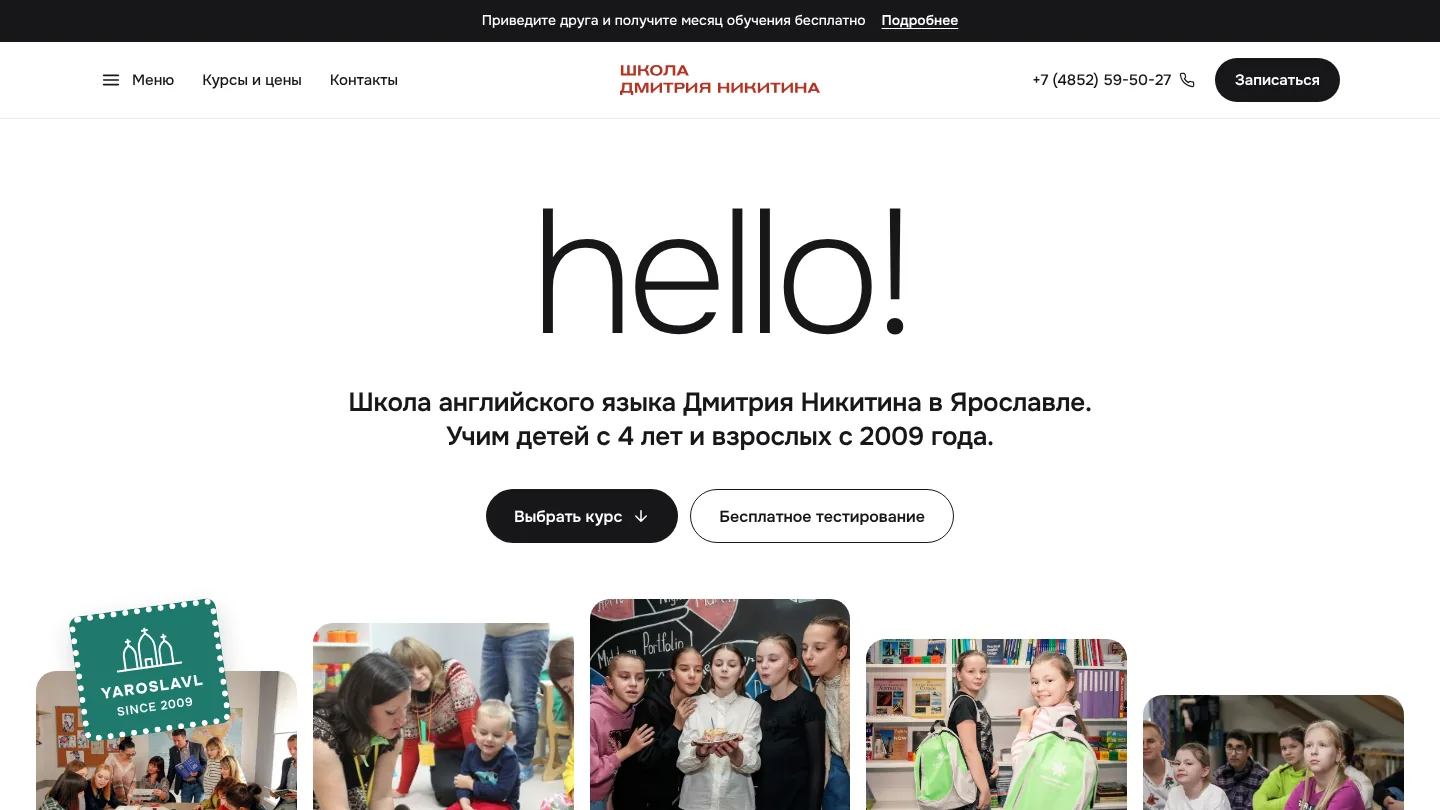 Приведите друга и получите месяц обучения бесплатно Подробнее
Меню Курсы и цены Контакты
ШКОЛА
ДМИТРИЯ НИКИТИНА
+7 (4852) 59-50-27 Записаться
hello!
Школа английского языка Дмитрия Никитина в Ярославле.
Учим детей с 4 лет и взрослых с 2009 года.
Выбрать курс
Бесплатное тестирование
YAROSLAVL
SINCE 2009
Portfolio